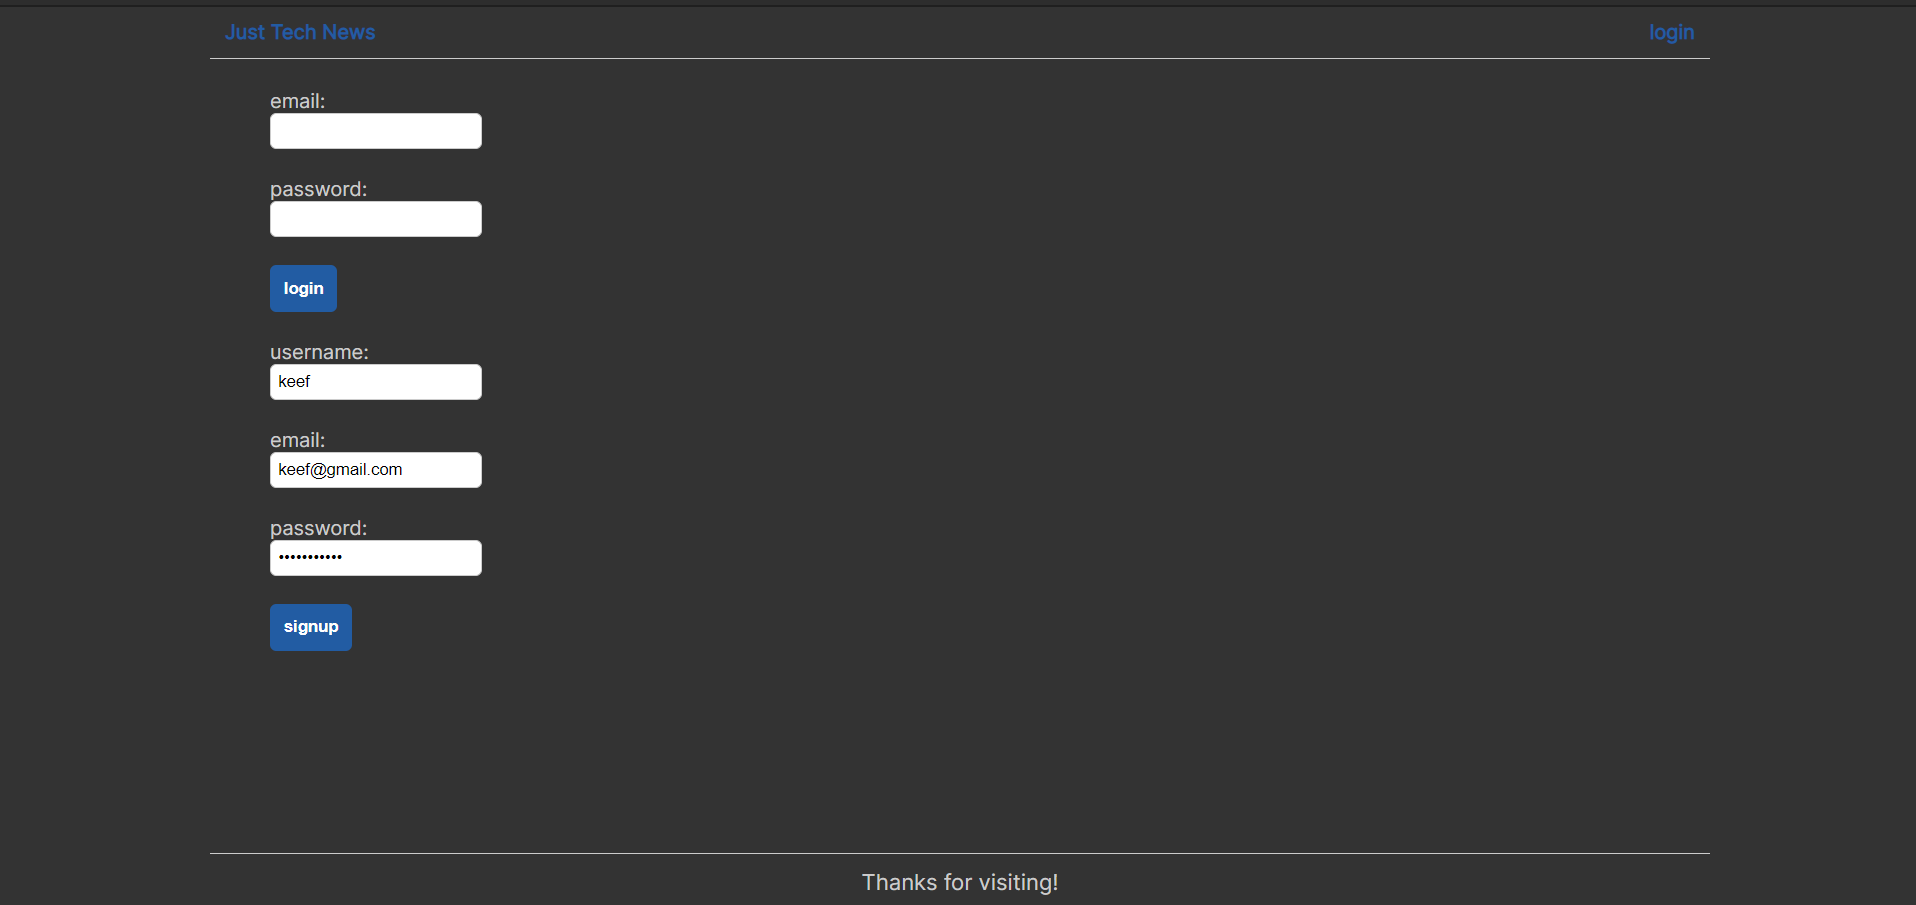 Just Tech News
login
email:
password:
login
username:
keef
email:
keef@gmail.com
password:
•••••••••••
signup
Thanks for visiting!